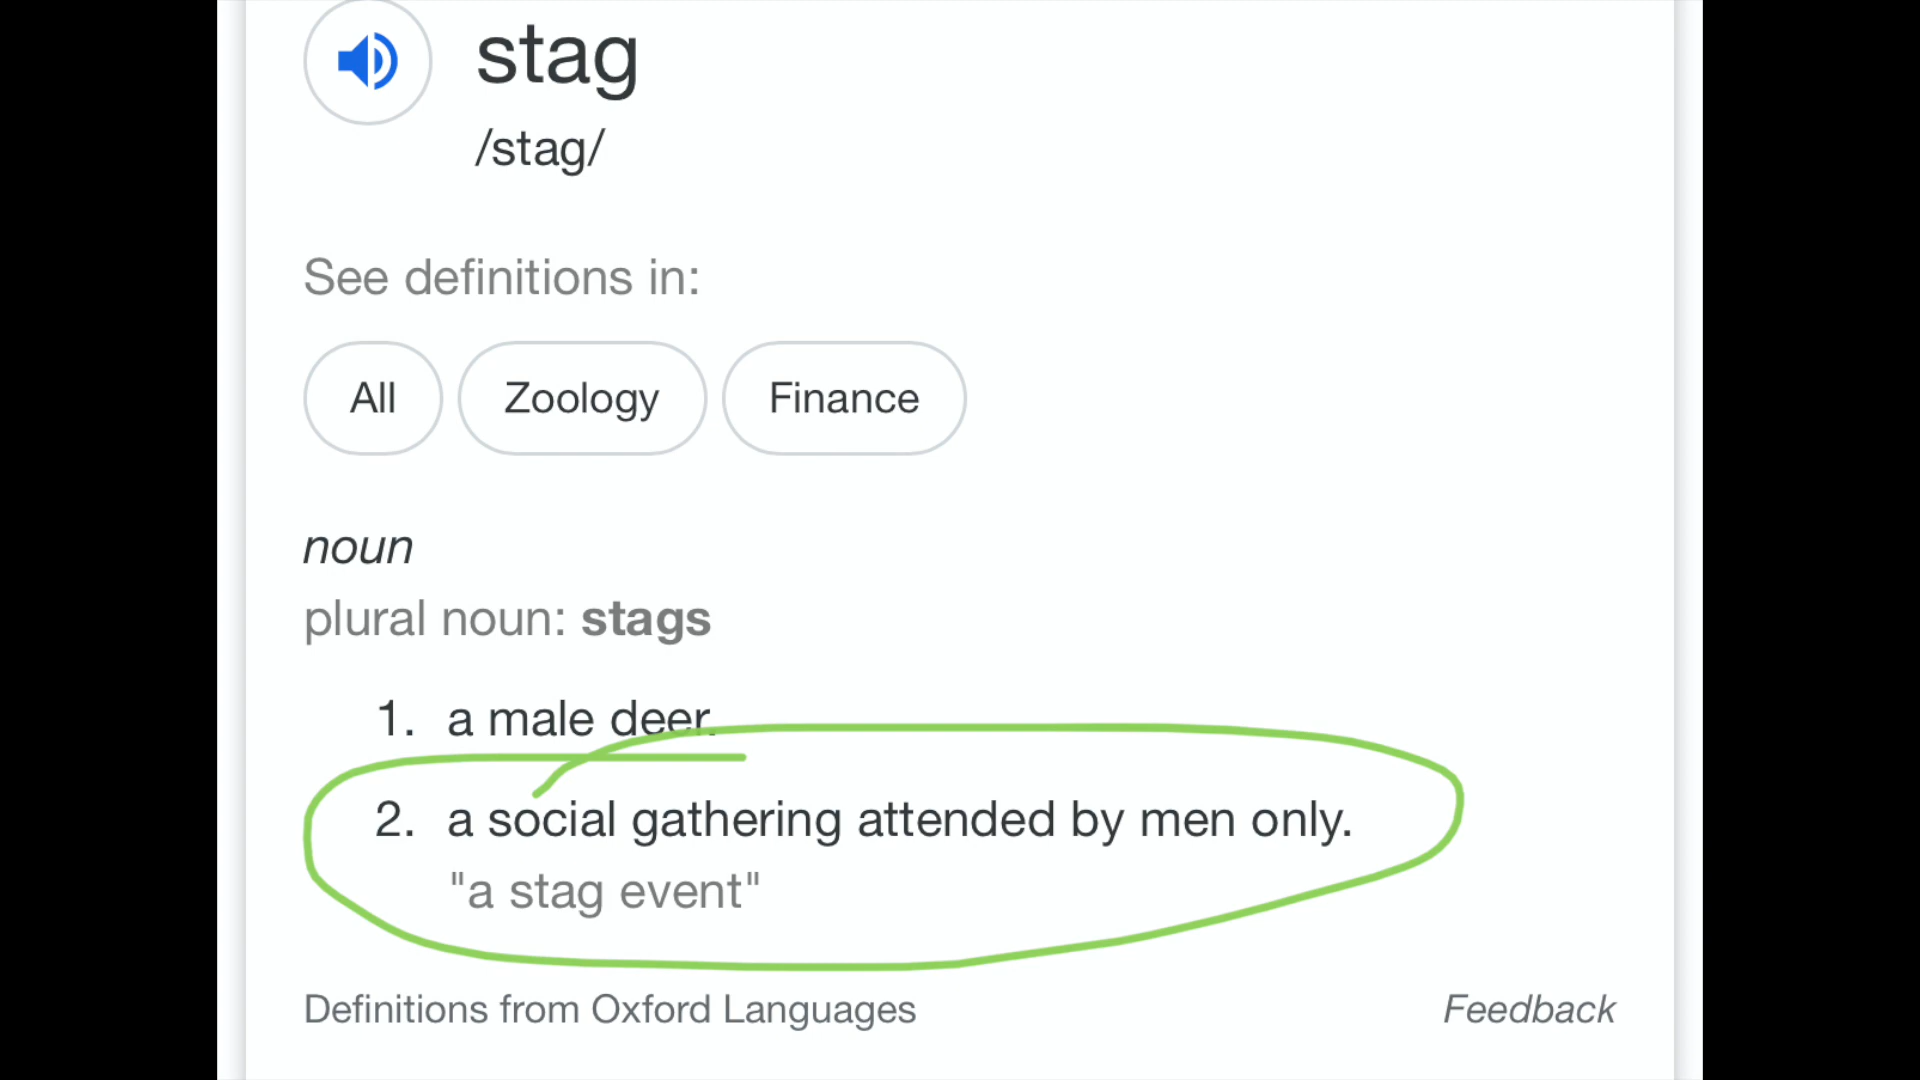 stag
/stag/
See definitions in:
All Zoology Finance
noun
plural noun: stags
1. a male deer.
2. a social gathering attended by men only.
"a stag event"
Definitions from Oxford Languages Feedback